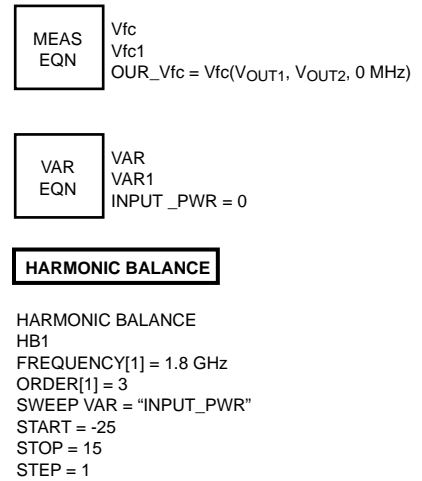 MEAS
EQN
Vfc
Vfc1
OUR_Vfc = Vfc(VOUT1, VOUT2, 0 MHz)
VAR
EQN
VAR
VAR1
INPUT _PWR = 0
HARMONIC BALANCE
HARMONIC BALANCE
HB1
FREQUENCY[1] = 1.8 GHz
ORDER[1] = 3
SWEEP VAR = “INPUT_PWR”
START = -25
STOP = 15
STEP = 1